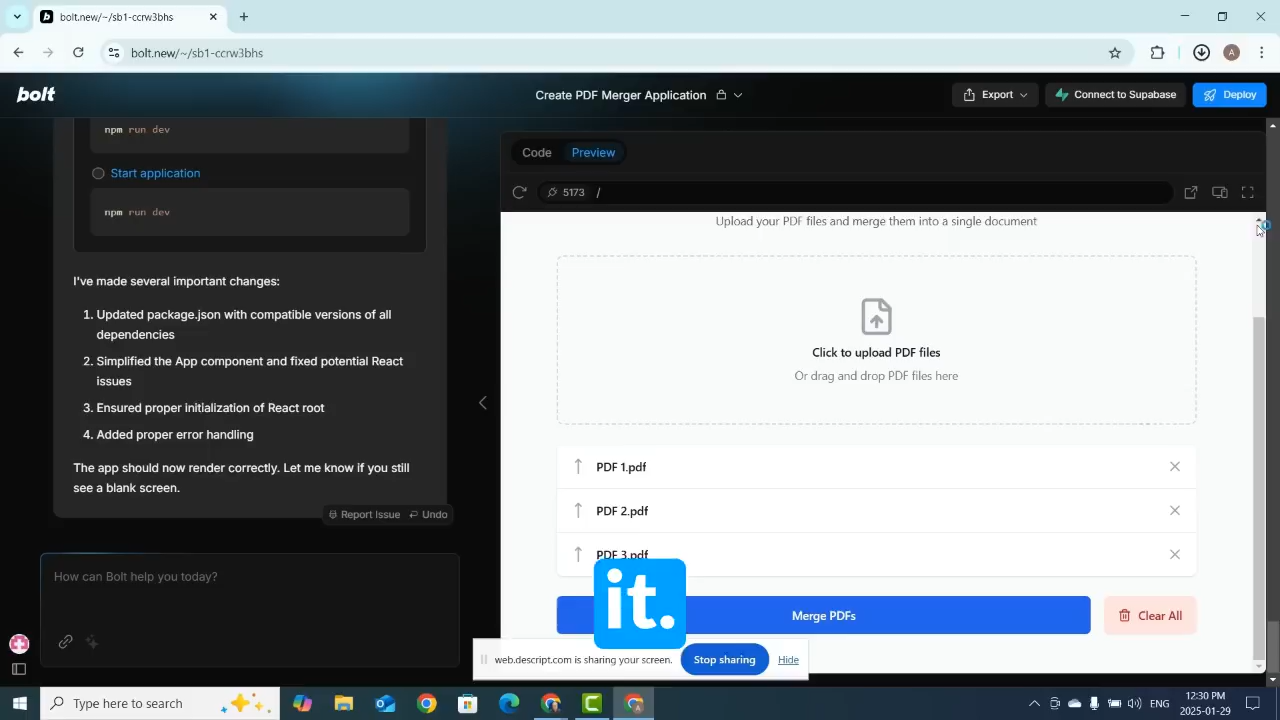 bolt.new/~/sb1-ccrw3bhs
bolt.new/~/sb1-ccrw3bhs
A
bolt
Create PDF Merger Application
Export
Connect to Supabase
Deploy
npm run dev
Start application
npm run dev
I've made several important changes:
1. Updated package.json with compatible versions of all
dependencies
2. Simplified the App component and fixed potential React
issues
3. Ensured proper initialization of React root
4. Added proper error handling
The app should now render correctly. Let me know if you still
see a blank screen.
Report Issue
Undo
How can Bolt help you today?
Code
Preview
5173 /
Upload your PDF files and merge them into a single document
Click to upload PDF files
Or drag and drop PDF files here
PDF 1.pdf
PDF 2.pdf
PDF 3.pdf
it.
Merge PDFs
Clear All
web.descript.com is sharing your screen.
Stop sharing
Hide
Type here to search
ENG
12:30 PM
2025-01-29